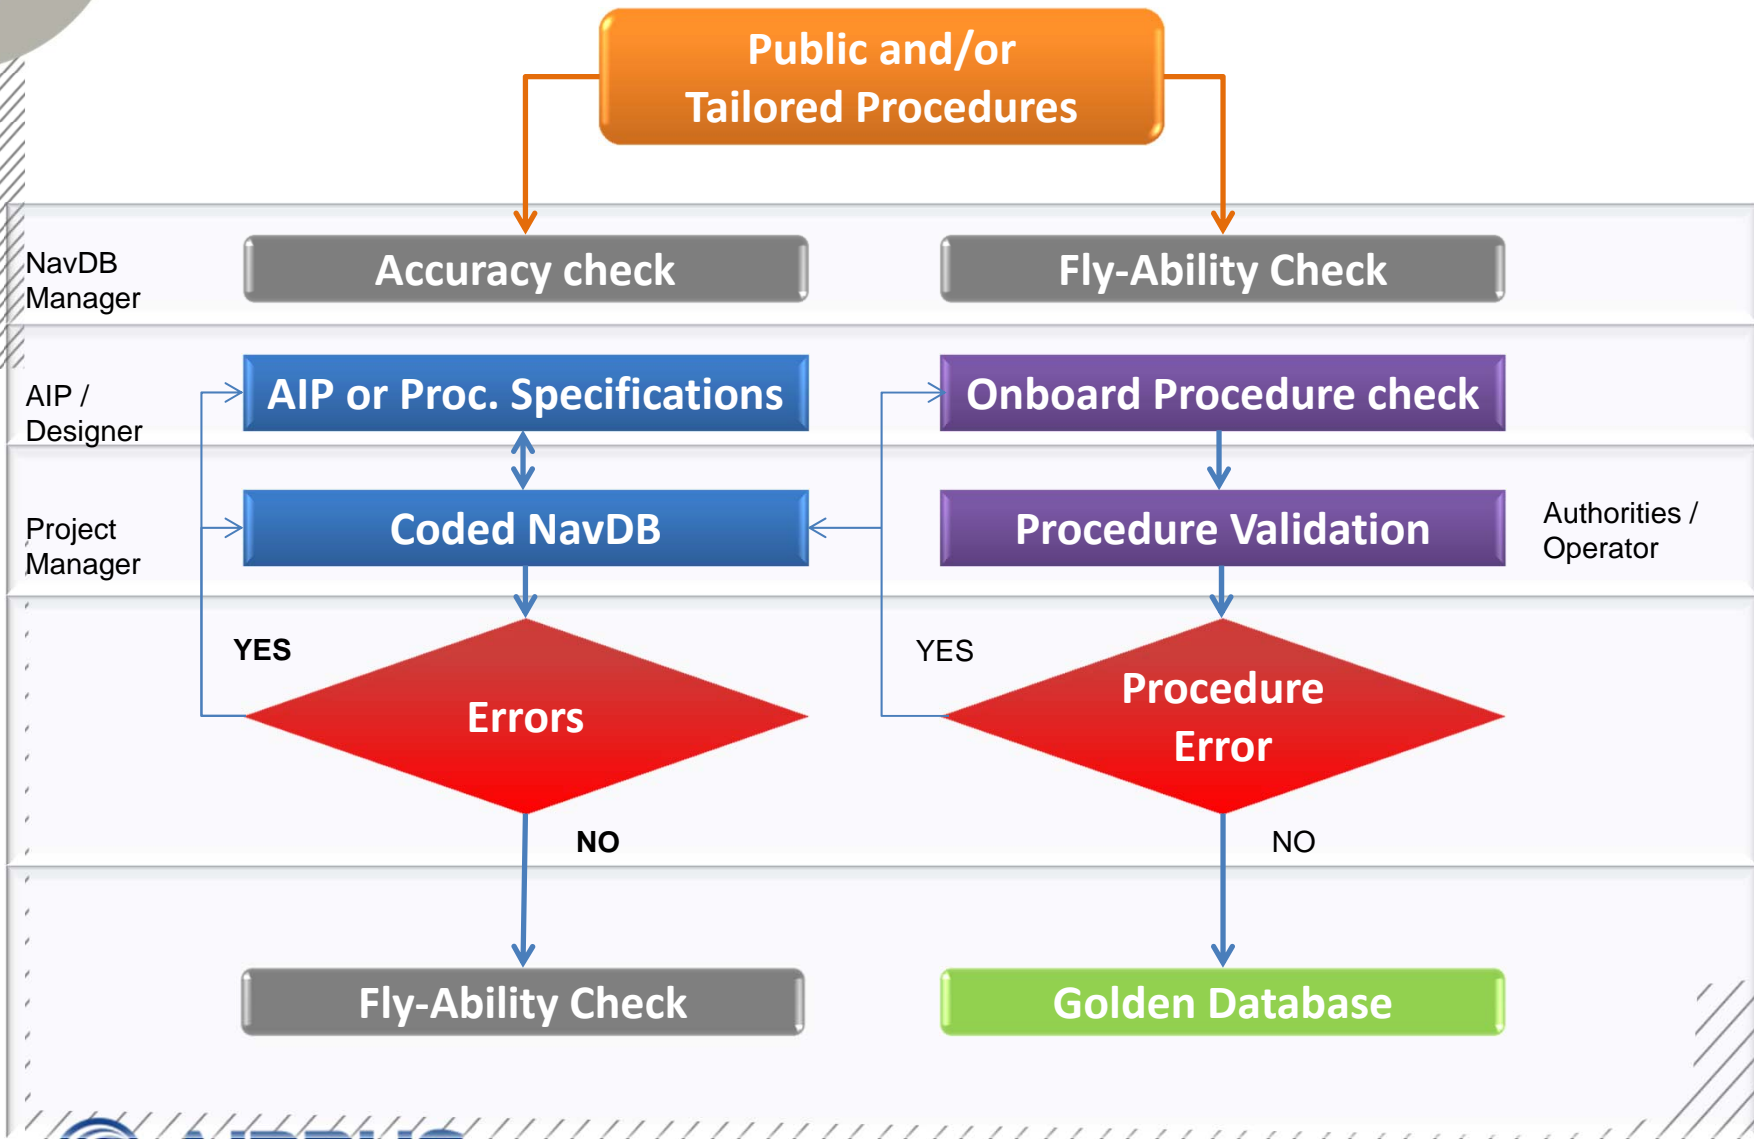 Public and/or
Tailored Procedures
NavDB
Manager
Accuracy check
Fly-Ability Check
AIP /
Designer
AIP or Proc. Specifications
Onboard Procedure check
Project
Manager
Coded NavDB
Procedure Validation
Authorities /
Operator
YES
Errors
YES
Procedure
Error
NO
NO
Fly-Ability Check
Golden Database
AIRBUS